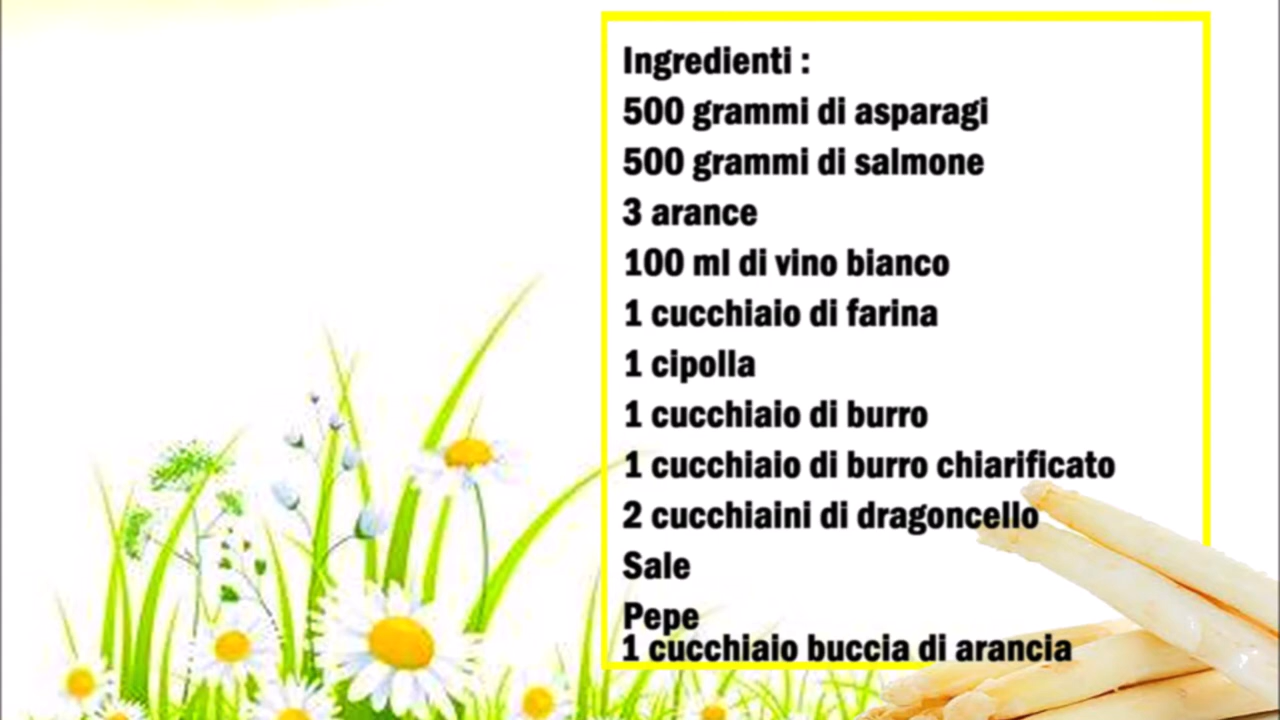 Ingredienti :
500 grammi di asparagi
500 grammi di salmone
3 arance
100 ml di vino bianco
1 cucchiaio di farina
1 cipolla
1 cucchiaio di burro
1 cucchiaio di burro chiarificato
2 cucchiaini di dragoncello
Sale
Pepe
1 cucchiaio buccia di arancia